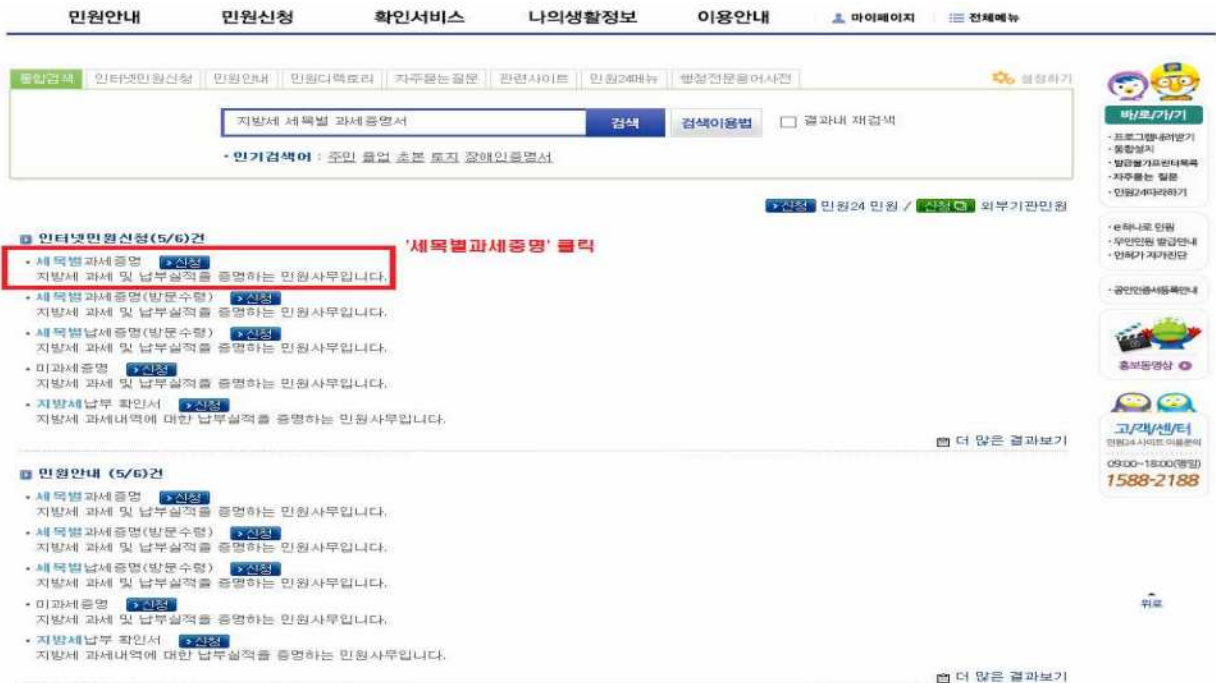 민원안내 민원신청 확인서비스 나의생활정보 이용안내 마이페이지 전체메뉴
통합검색 인터넷민원신청 민원안내 민원디렉토리 자주묻는질문 관련사이트 민원24메뉴 행정전문용어사전 설정하기
지방세 세목별 과세증명서 검색 검색이용법 결과내 재검색
• 인기검색어 : 주민 졸업 초본 토지 장애인증명서
신청 민원24 민원 / 신청 외부기관민원
인터넷민원신청(5/6)건
'세목별과세증명' 클릭
• 세목별과세증명 신청
지방세 과세 및 납부실적을 증명하는 민원사무입니다.
• 세목별과세증명(방문수령) 신청
지방세 과세 및 납부실적을 증명하는 민원사무입니다.
• 세목별납세증명(방문수령) 신청
지방세 과세 및 납부실적을 증명하는 민원사무입니다.
• 미과세증명 신청
지방세 과세 및 납부실적을 증명하는 민원사무입니다.
• 지방세납부 확인서 신청
지방세 과세내역에 대한 납부실적을 증명하는 민원사무입니다.
더 많은 결과보기
민원안내 (5/6)건
• 세목별과세증명 신청
지방세 과세 및 납부실적을 증명하는 민원사무입니다.
• 세목별과세증명(방문수령) 신청
지방세 과세 및 납부실적을 증명하는 민원사무입니다.
• 세목별납세증명(방문수령) 신청
지방세 과세 및 납부실적을 증명하는 민원사무입니다.
• 미과세증명 신청
지방세 과세 및 납부실적을 증명하는 민원사무입니다.
• 지방세납부 확인서 신청
지방세 과세내역에 대한 납부실적을 증명하는 민원사무입니다.
더 많은 결과보기
바/로/가/기
· 프로그램내려받기
· 통합설치
· 발급불가프린터목록
· 자주묻는 질문
· 민원24따라하기
· e하나로 민원
· 무인민원 발급안내
· 인허가 자가진단
· 공인인증서등록안내
홍보동영상
고/객/센/터
민원24 사이트 이용문의
09:00~18:00(평일)
1588-2188
위로